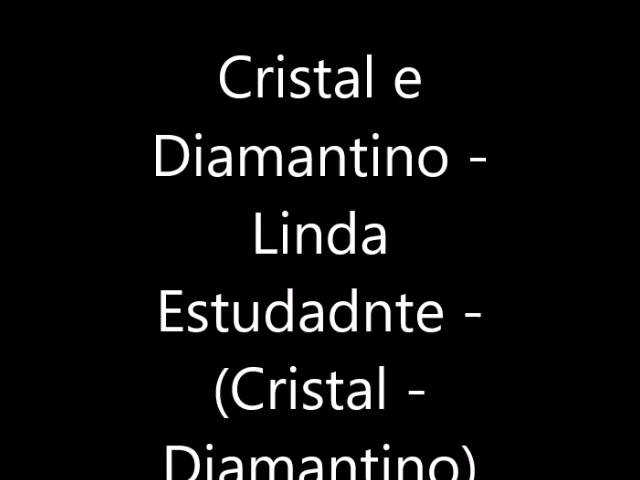 Cristal e
Diamantino -
Linda
Estudadnte -
(Cristal -
Diamantino)